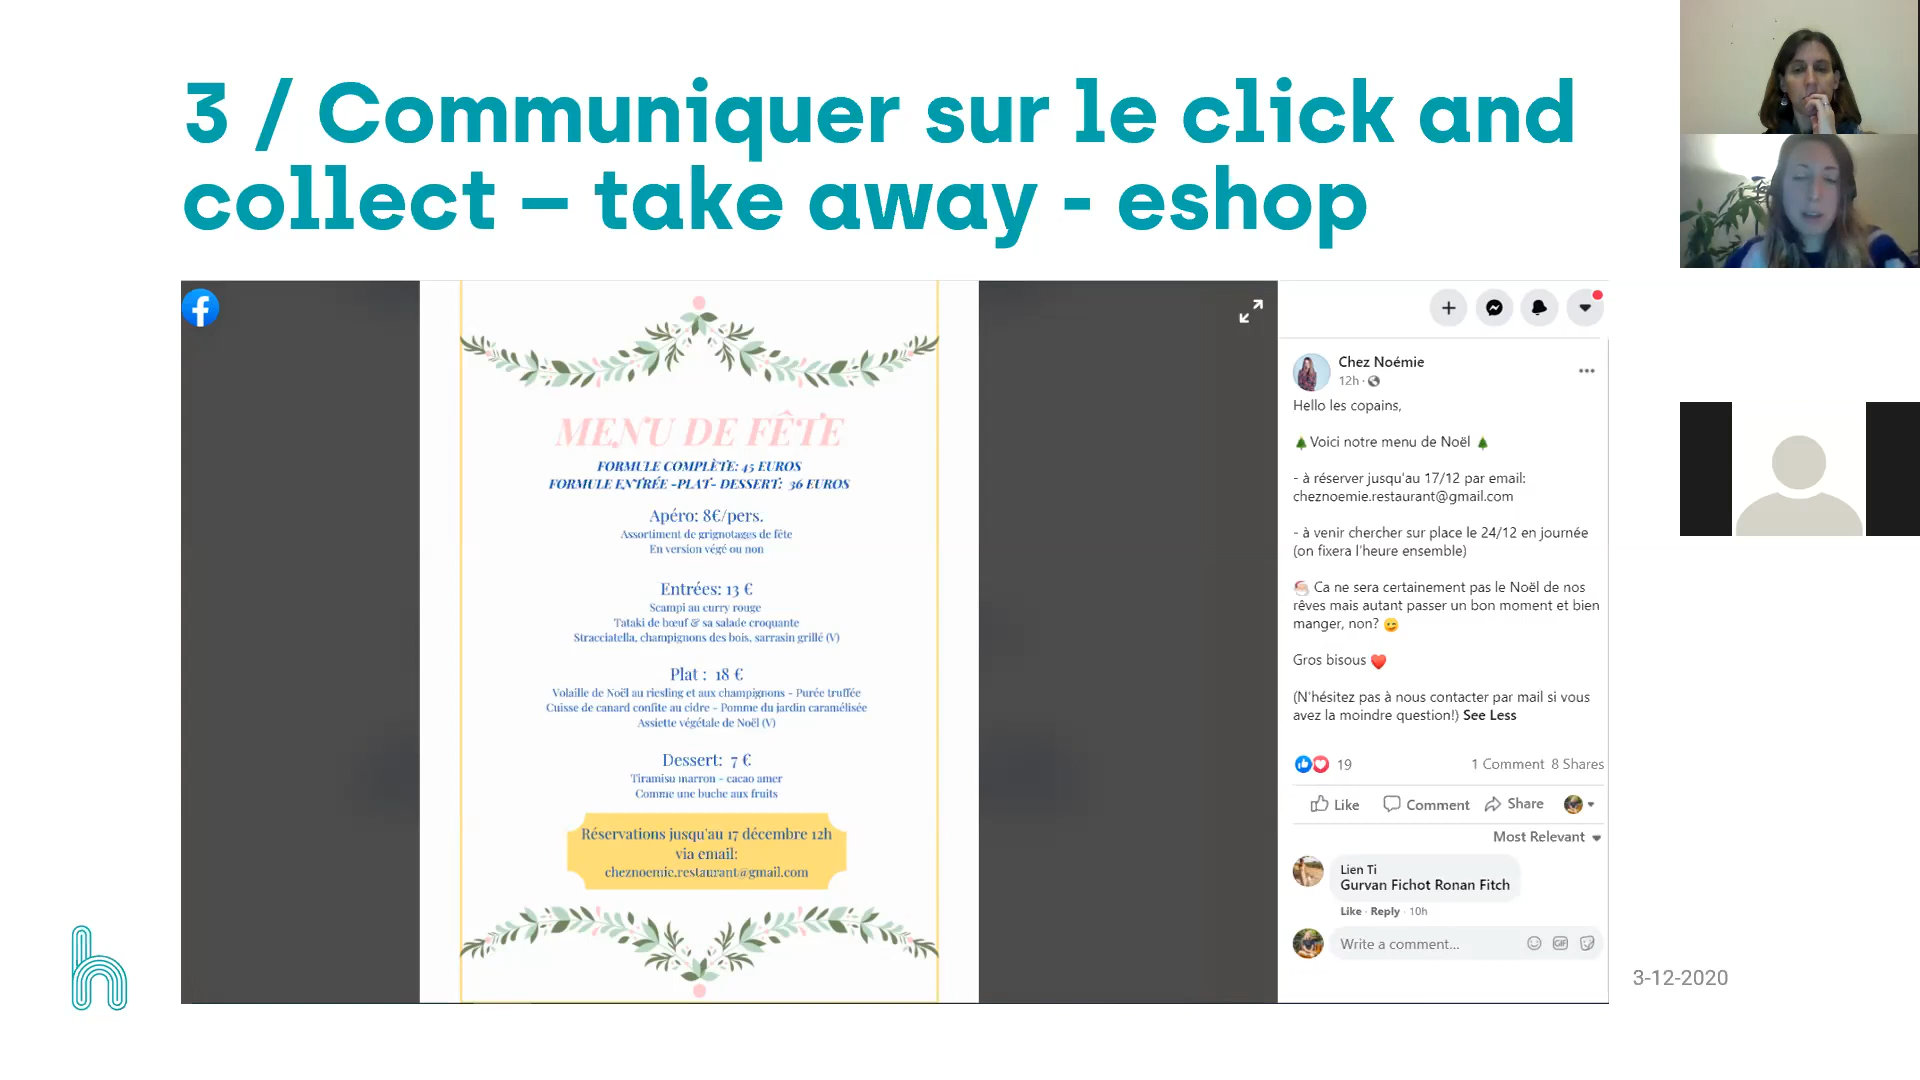 3 / Communiquer sur le click and
collect – take away - eshop
MENU DE FÊTE
FORMULE COMPLÈTE: 45 EUROS
FORMULE ENTRÉE -PLAT- DESSERT: 36 EUROS
Apéro: 8€/pers.
Assortiment de grignotages de fête
En version végé ou non
Entrées: 13 €
Scampi au curry rouge
Tataki de bœuf & sa salade croquante
Stracciatella, champignons des bois, sarrasin grillé (V)
Plat : 18 €
Volaille de Noël au riesling et aux champignons - Purée truffée
Cuisse de canard confite au cidre - Pomme du jardin caramélisée
Assiette végétale de Noël (V)
Dessert: 7 €
Tiramisu marron - cacao amer
Comme une buche aux fruits
Réservations jusqu'au 17 décembre 12h
via email:
cheznoemie.restaurant@gmail.com
Chez Noémie
12h ·
Hello les copains,
Voici notre menu de Noël
- à réserver jusqu'au 17/12 par email:
cheznoemie.restaurant@gmail.com
- à venir chercher sur place le 24/12 en journée
(on fixera l'heure ensemble)
Ca ne sera certainement pas le Noël de nos
rêves mais autant passer un bon moment et bien
manger, non?
Gros bisous
(N'hésitez pas à nous contacter par mail si vous
avez la moindre question!) See Less
19 1 Comment 8 Shares
Like Comment Share
Most Relevant
Lien Ti
Gurvan Fichot Ronan Fitch
Like · Reply · 10h
Write a comment...
GIF
3-12-2020